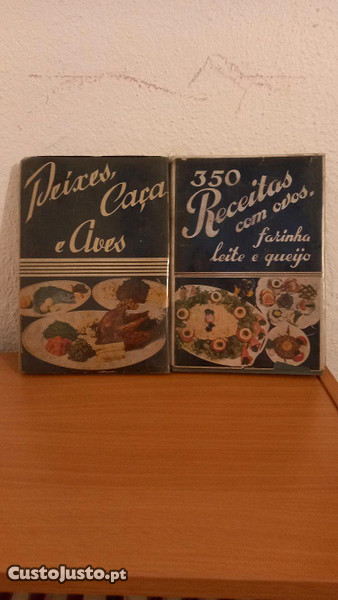 Peixes,
Caça
e Aves
350
Receitas
com ovos,
farinha
leite e queijo
CustoJusto.pt